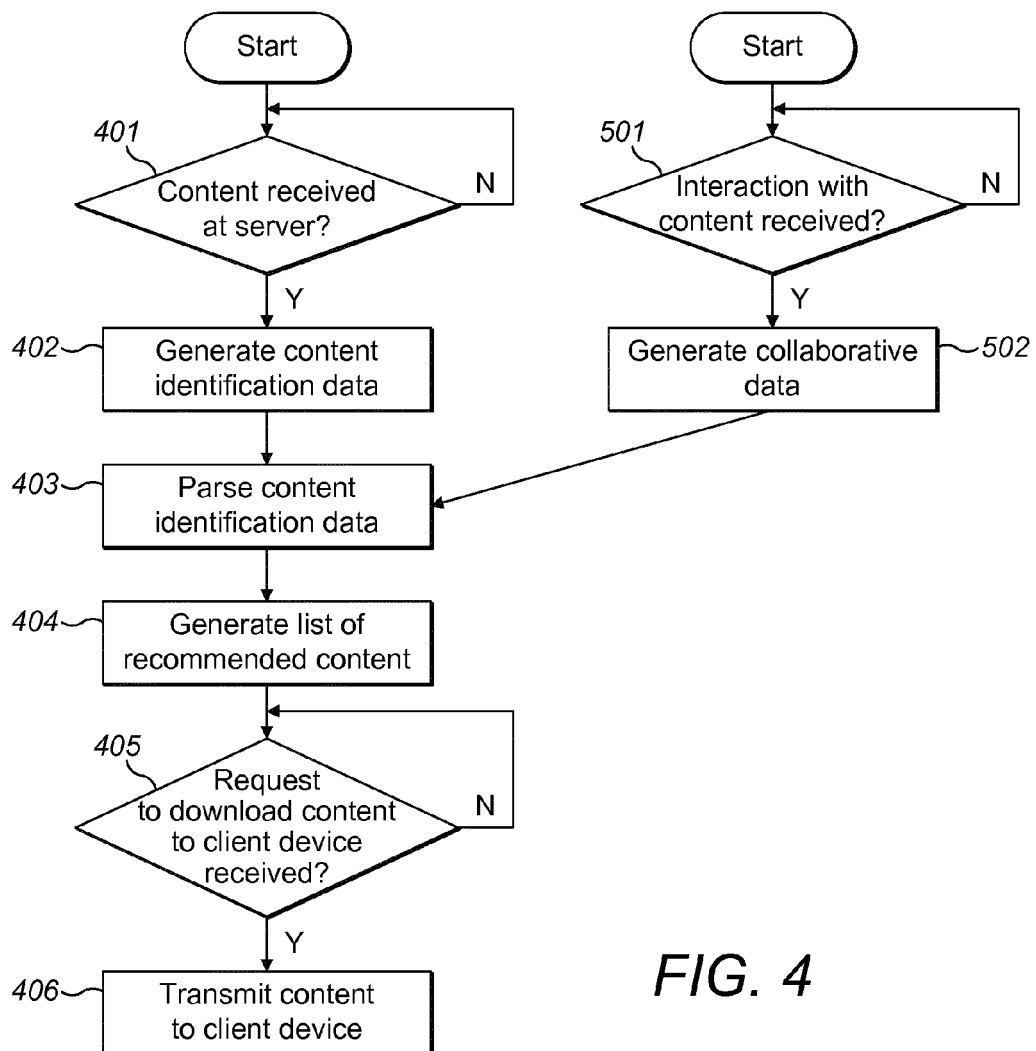 Start
401
Content received
at server?
N
Y
402
Generate content
identification data
403
Parse content
identification data
404
Generate list of
recommended content
405
Request
to download content
to client device
received?
N
Y
406
Transmit content
to client device
Start
501
Interaction with
content received?
N
Y
Generate collaborative
data
502
FIG. 4